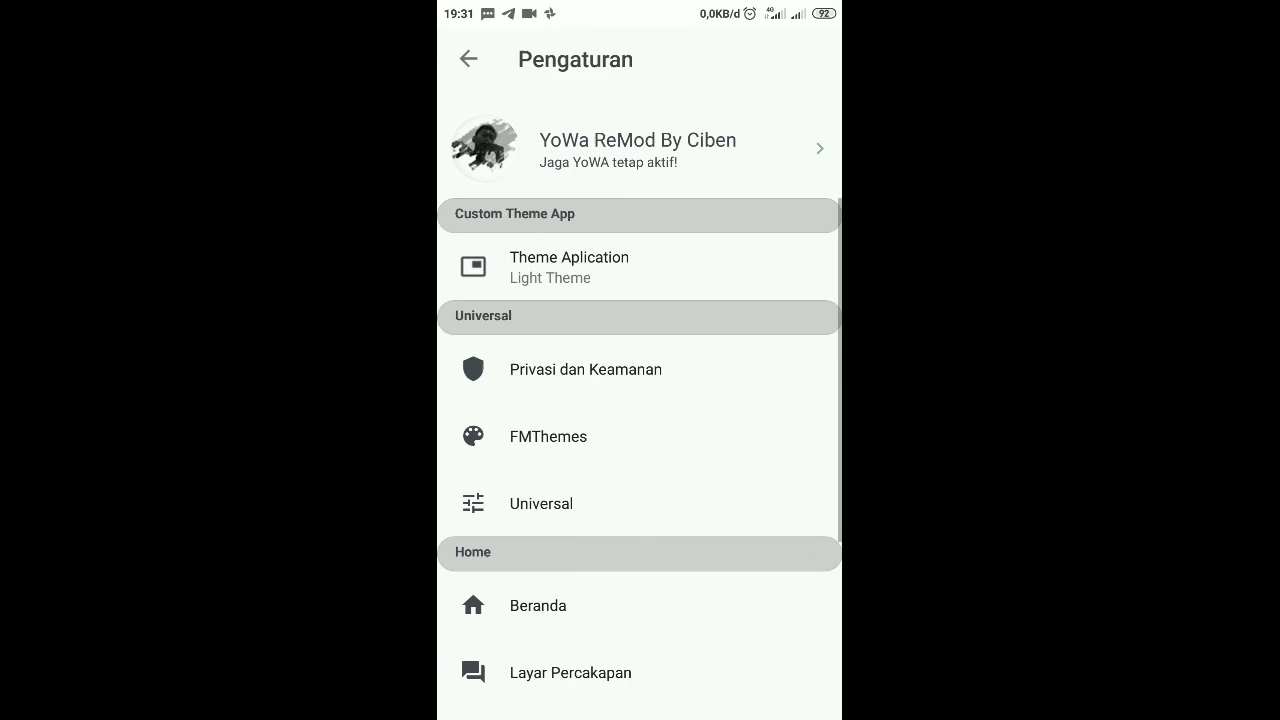 19:31 0,0KB/d 4G 92
Pengaturan
YoWa ReMod By Ciben
Jaga YoWA tetap aktif!
Custom Theme App
Theme Aplication
Light Theme
Universal
Privasi dan Keamanan
FMThemes
Universal
Home
Beranda
Layar Percakapan